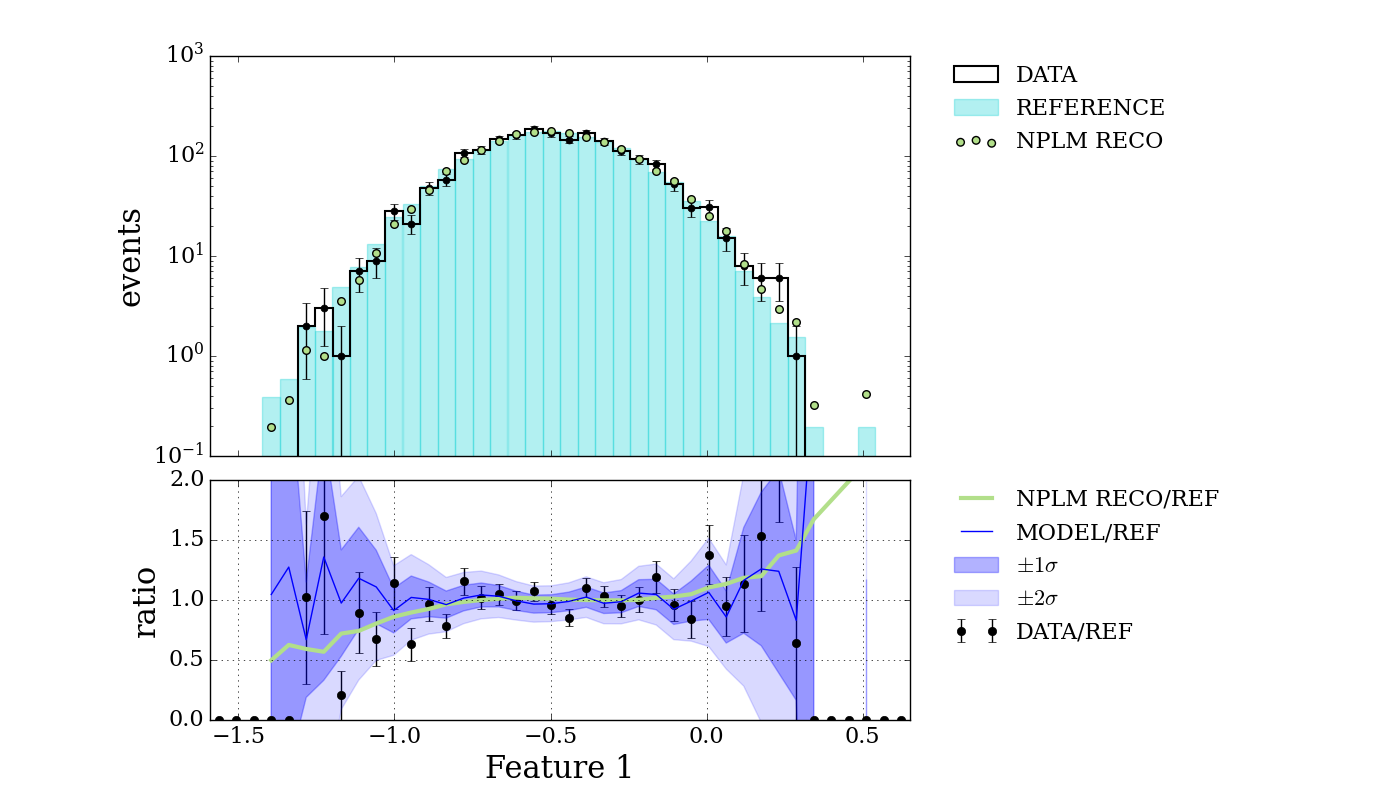 10³
10²
10¹
10⁰
10⁻¹
events
DATA
REFERENCE
NPLM RECO
2.0
1.5
1.0
0.5
0.0
ratio
−1.5 −1.0 −0.5 0.0 0.5
Feature 1
NPLM RECO/REF
MODEL/REF
±1σ
±2σ
DATA/REF